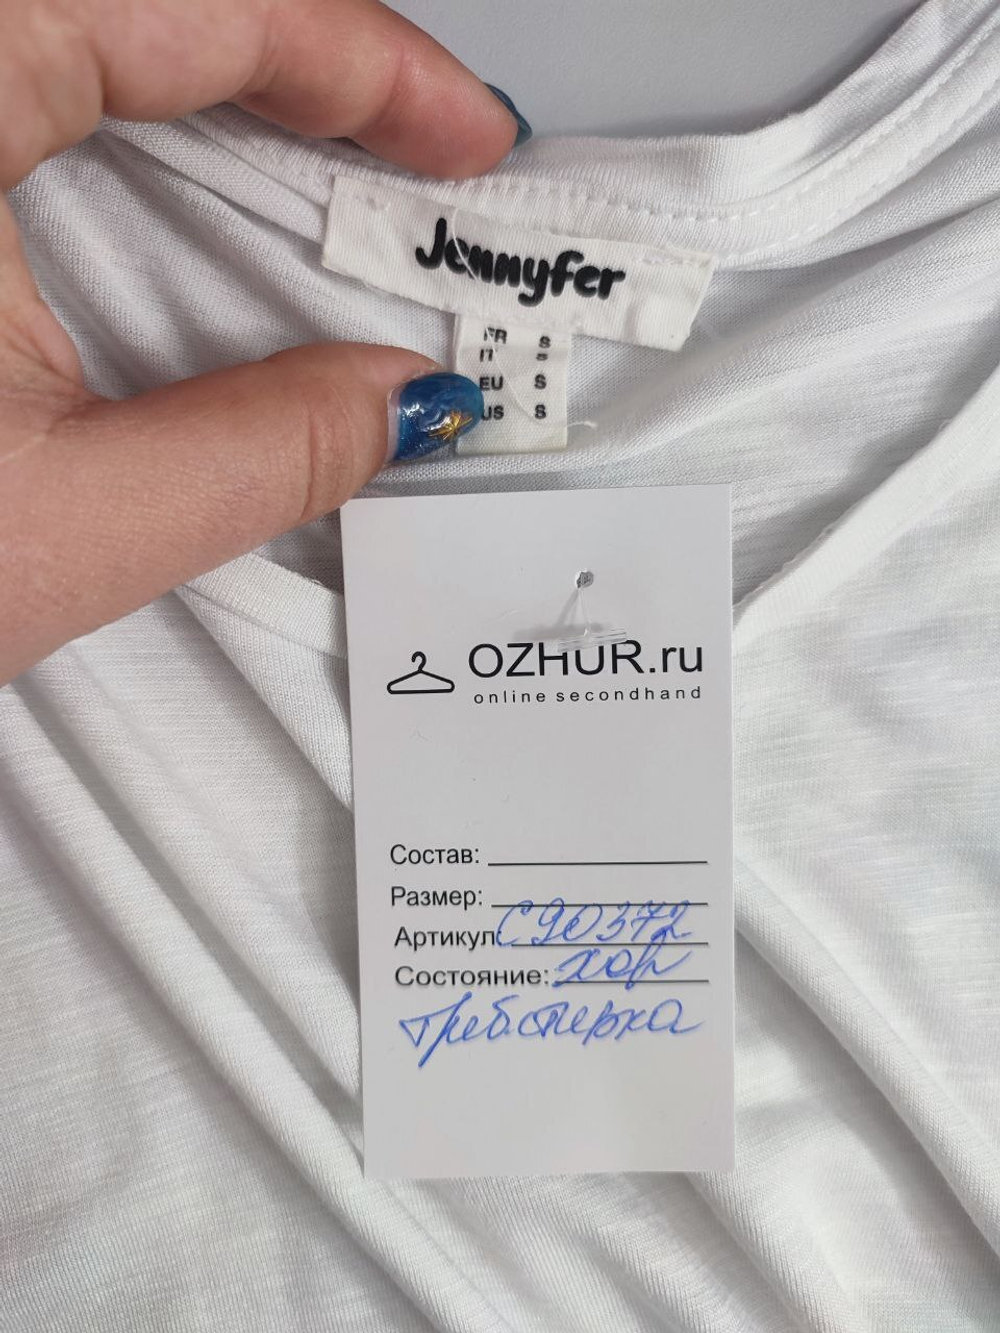 Jennyfer
FR S
IT S
EU S
US S
OZHUR.ru
online secondhand
Состав:
Размер:
Артикул: С90372
Состояние: хор
треб. стирка